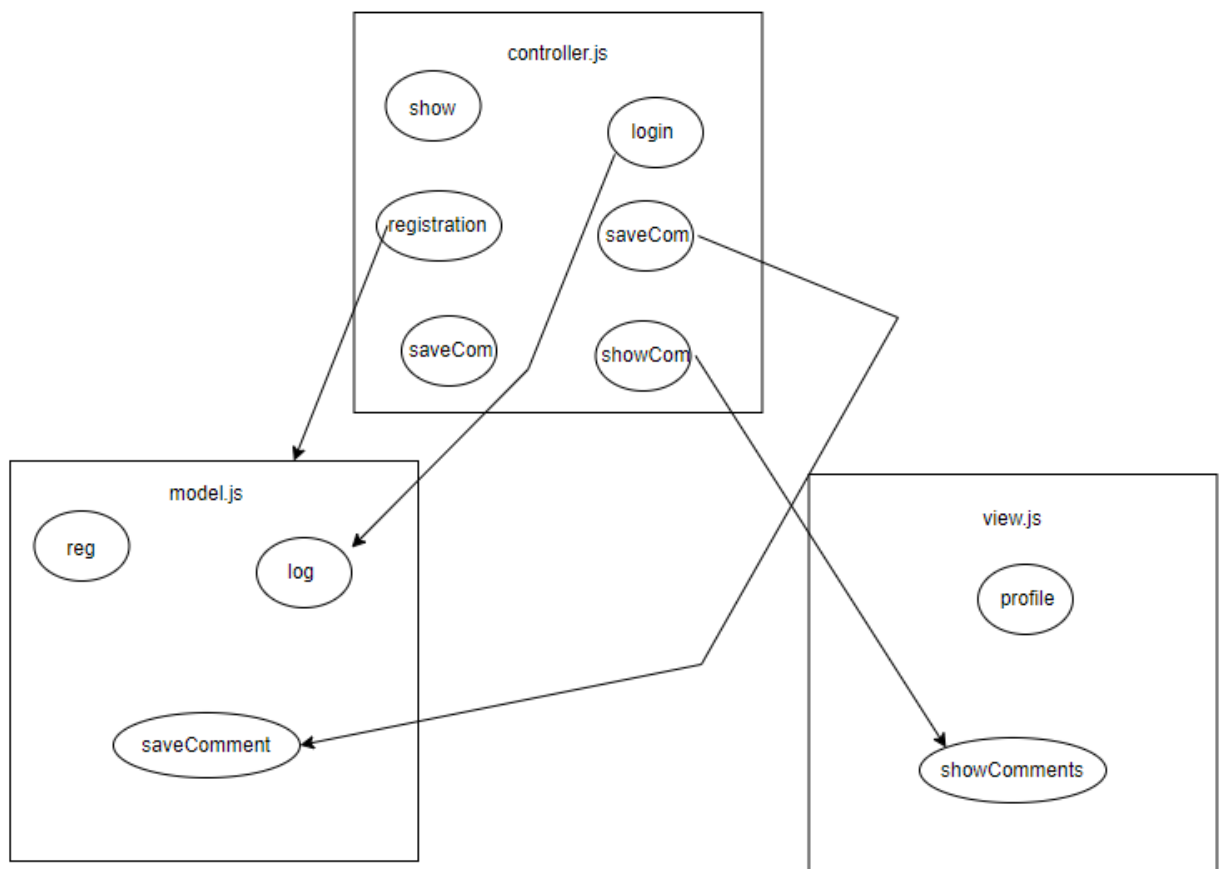 controller.js
show
login
registration
saveCom
saveCom
showCom
model.js
reg
log
saveComment
view.js
profile
showComments